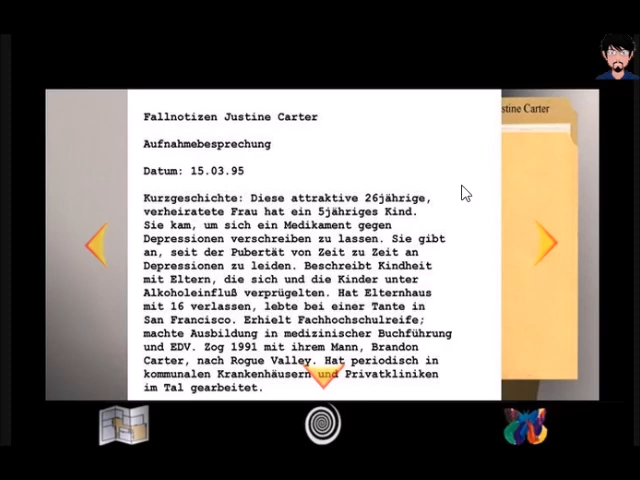 Fallnotizen Justine Carter
stine Carter
Aufnahmebesprechung
Datum: 15.03.95
Kurzgeschichte: Diese attraktive 26jährige,
verheiratete Frau hat ein 5jähriges Kind.
Sie kam, um sich ein Medikament gegen
Depressionen verschreiben zu lassen. Sie gibt
an, seit der Pubertät von Zeit zu Zeit an
Depressionen zu leiden. Beschreibt Kindheit
mit Eltern, die sich und die Kinder unter
Alkoholeinfluß verprügelten. Hat Elternhaus
mit 16 verlassen, lebte bei einer Tante in
San Francisco. Erhielt Fachhochschulreife;
machte Ausbildung in medizinischer Buchführung
und EDV. Zog 1991 mit ihrem Mann, Brandon
Carter, nach Rogue Valley. Hat periodisch in
kommunalen Krankenhäusern und Privatkliniken
im Tal gearbeitet.